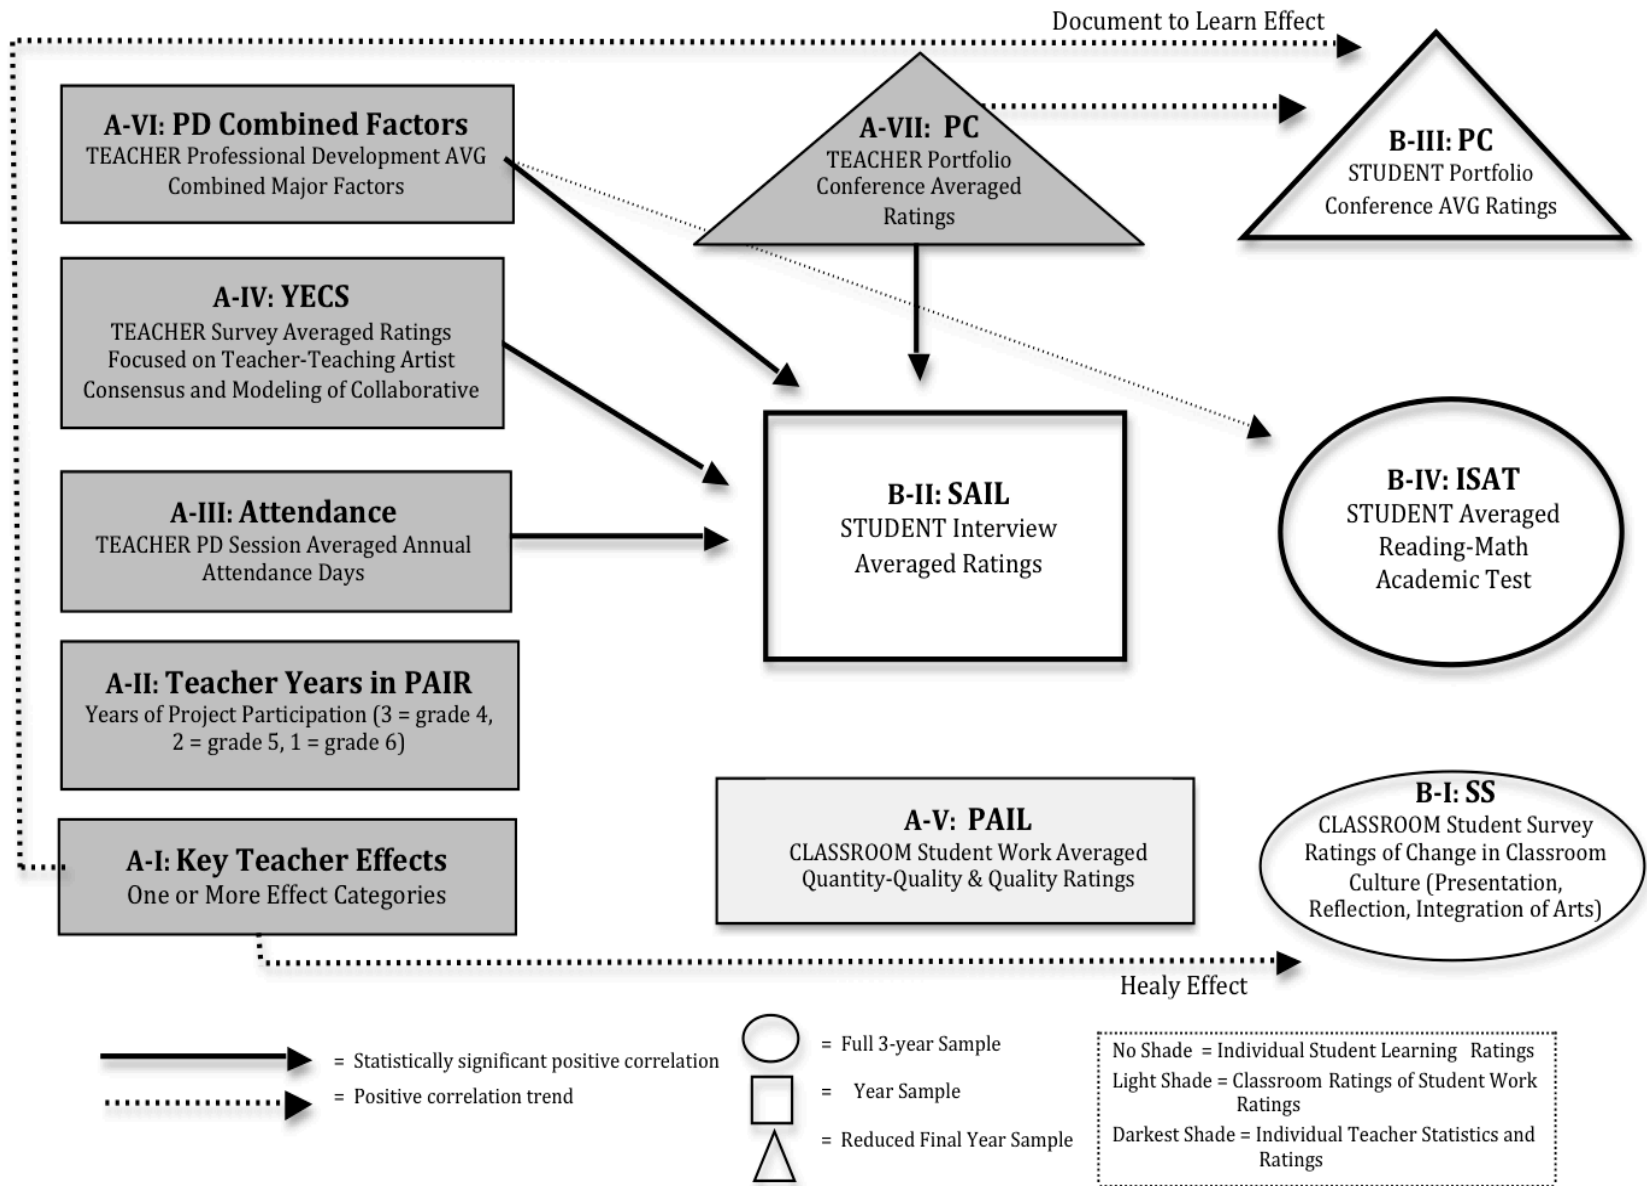 Document to Learn Effect
A-VI: PD Combined Factors
TEACHER Professional Development AVG
Combined Major Factors
A-VII: PC
TEACHER Portfolio
Conference Averaged
Ratings
B-III: PC
STUDENT Portfolio
Conference AVG Ratings
A-IV: YECS
TEACHER Survey Averaged Ratings
Focused on Teacher-Teaching Artist
Consensus and Modeling of Collaborative
A-III: Attendance
TEACHER PD Session Averaged Annual
Attendance Days
B-II: SAIL
STUDENT Interview
Averaged Ratings
B-IV: ISAT
STUDENT Averaged
Reading-Math
Academic Test
A-II: Teacher Years in PAIR
Years of Project Participation (3 = grade 4,
2 = grade 5, 1 = grade 6)
A-I: Key Teacher Effects
One or More Effect Categories
A-V: PAIL
CLASSROOM Student Work Averaged
Quantity-Quality & Quality Ratings
B-I: SS
CLASSROOM Student Survey
Ratings of Change in Classroom
Culture (Presentation,
Reflection, Integration of Arts)
Healy Effect
= Statistically significant positive correlation
= Positive correlation trend
= Full 3-year Sample
= Year Sample
= Reduced Final Year Sample
No Shade = Individual Student Learning Ratings
Light Shade = Classroom Ratings of Student Work
Ratings
Darkest Shade = Individual Teacher Statistics and
Ratings